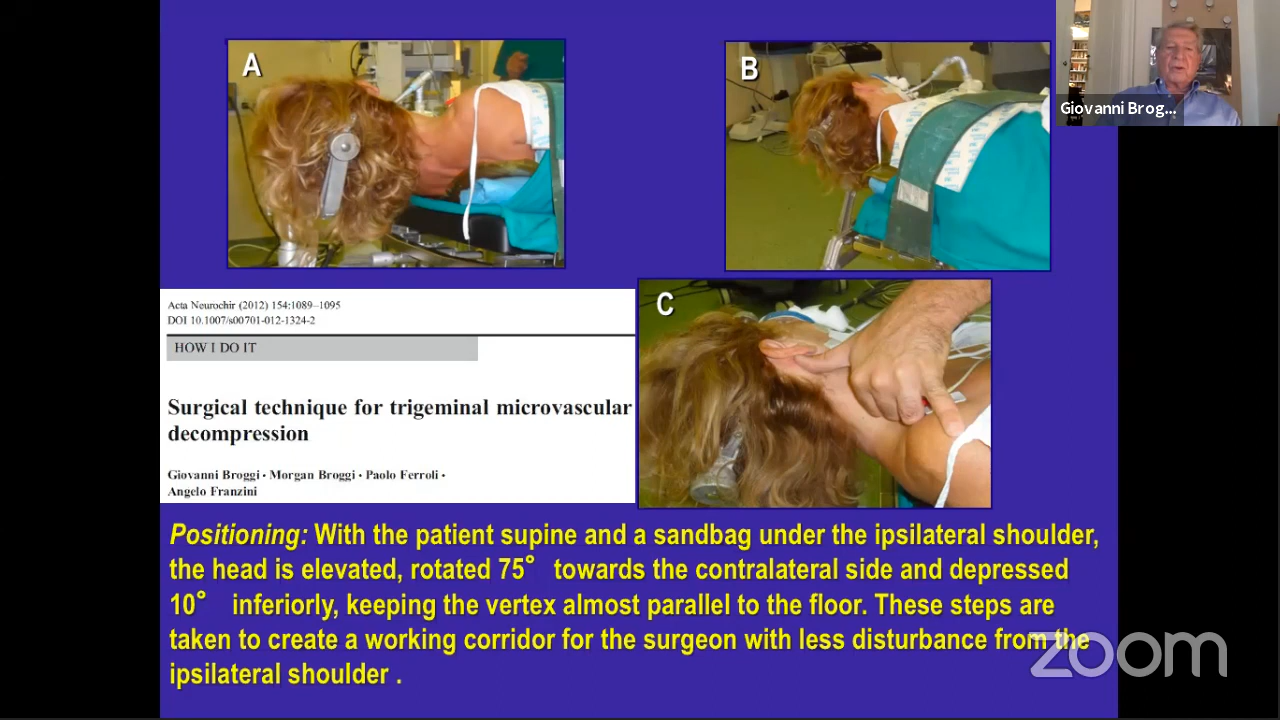 A
B
Giovanni Brog...
C
Acta Neurochir (2012) 154:1089–1095
DOI 10.1007/s00701-012-1324-2
HOW I DO IT
Surgical technique for trigeminal microvascular
decompression
Giovanni Broggi · Morgan Broggi · Paolo Ferroli ·
Angelo Franzini
Positioning: With the patient supine and a sandbag under the ipsilateral shoulder,
the head is elevated, rotated 75° towards the contralateral side and depressed
10° inferiorly, keeping the vertex almost parallel to the floor. These steps are
taken to create a working corridor for the surgeon with less disturbance from the
ipsilateral shoulder .
zoom